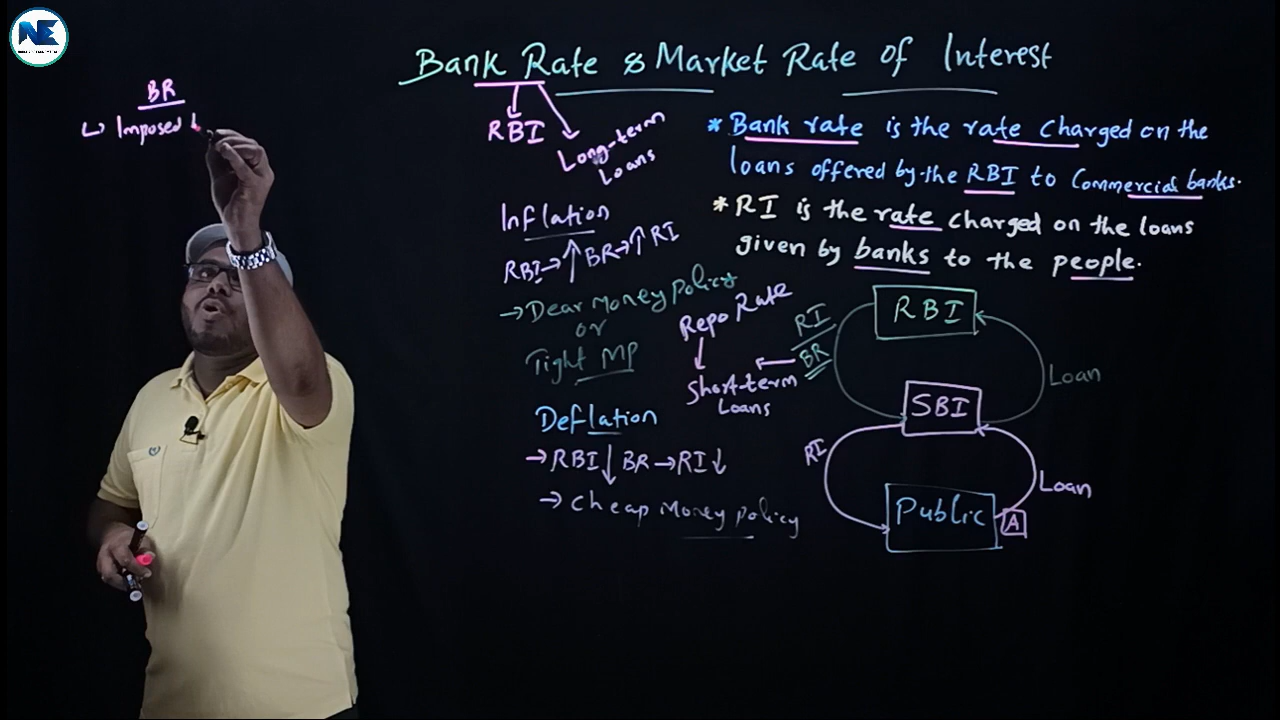 NE
Bank Rate & Market Rate of Interest
BR
↳ Imposed
RBI
Long-term
Loans
* Bank rate is the rate charged on the
loans offered by the RBI to Commercial banks.
* RI is the rate charged on the loans
given by banks to the people.
Inflation
RBI→ ↑ BR→↑ RI
→ Dear Money Policy
or
Tight MP
Repo Rate
↓
Short-term
Loans
Deflation
→ RBI ↓ BR → RI ↓
→ Cheap Money Policy
RBI
RI
BR
Loan
SBI
RI
Loan
Public
A